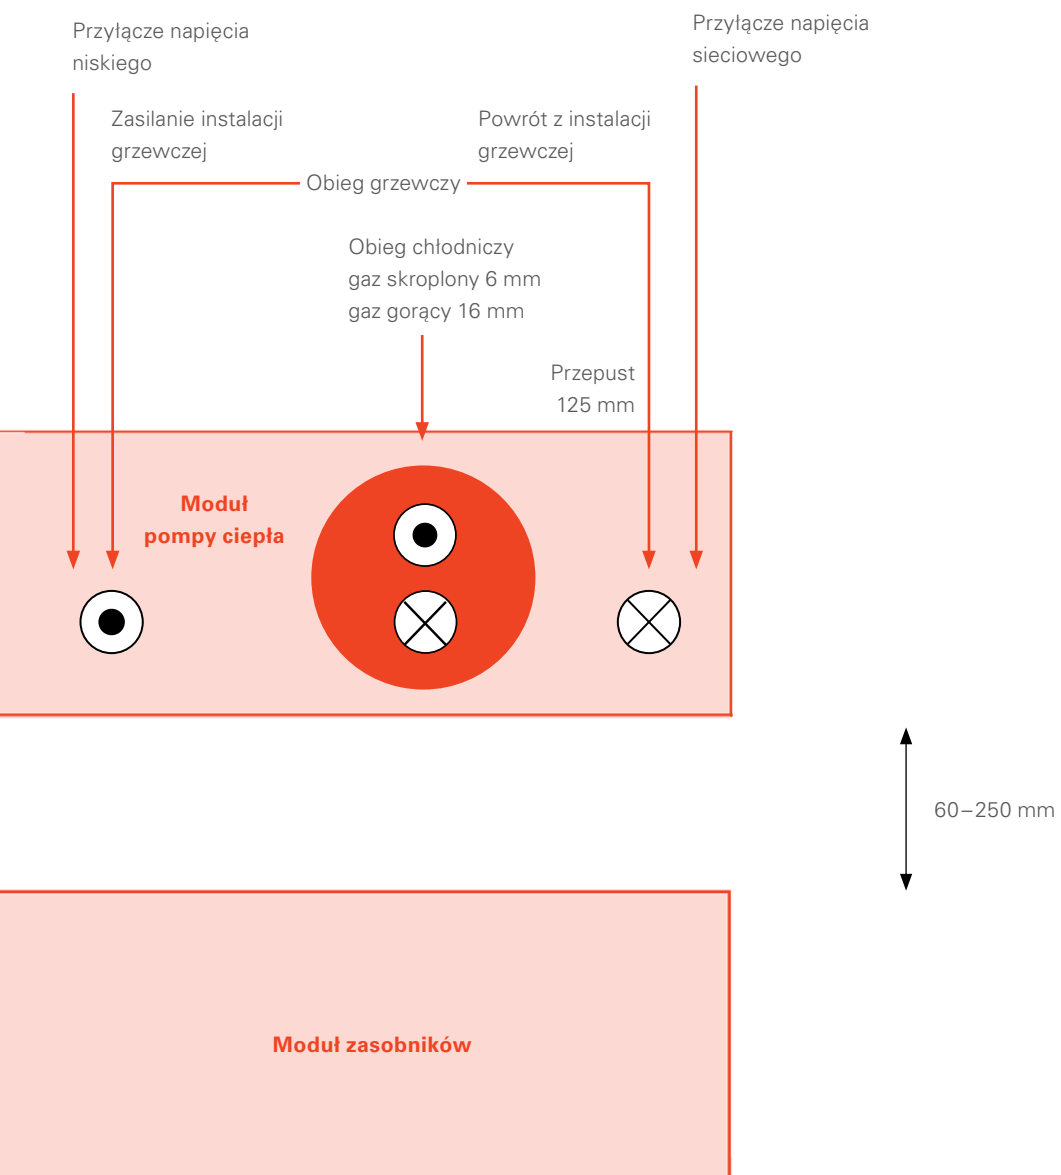 Przyłącze napięcia
niskiego
Przyłącze napięcia
sieciowego
Zasilanie instalacji
grzewczej
Powrót z instalacji
grzewczej
Obieg grzewczy
Obieg chłodniczy
gaz skroplony 6 mm
gaz gorący 16 mm
Przepust
125 mm
Moduł
pompy ciepła
60–250 mm
Moduł zasobników